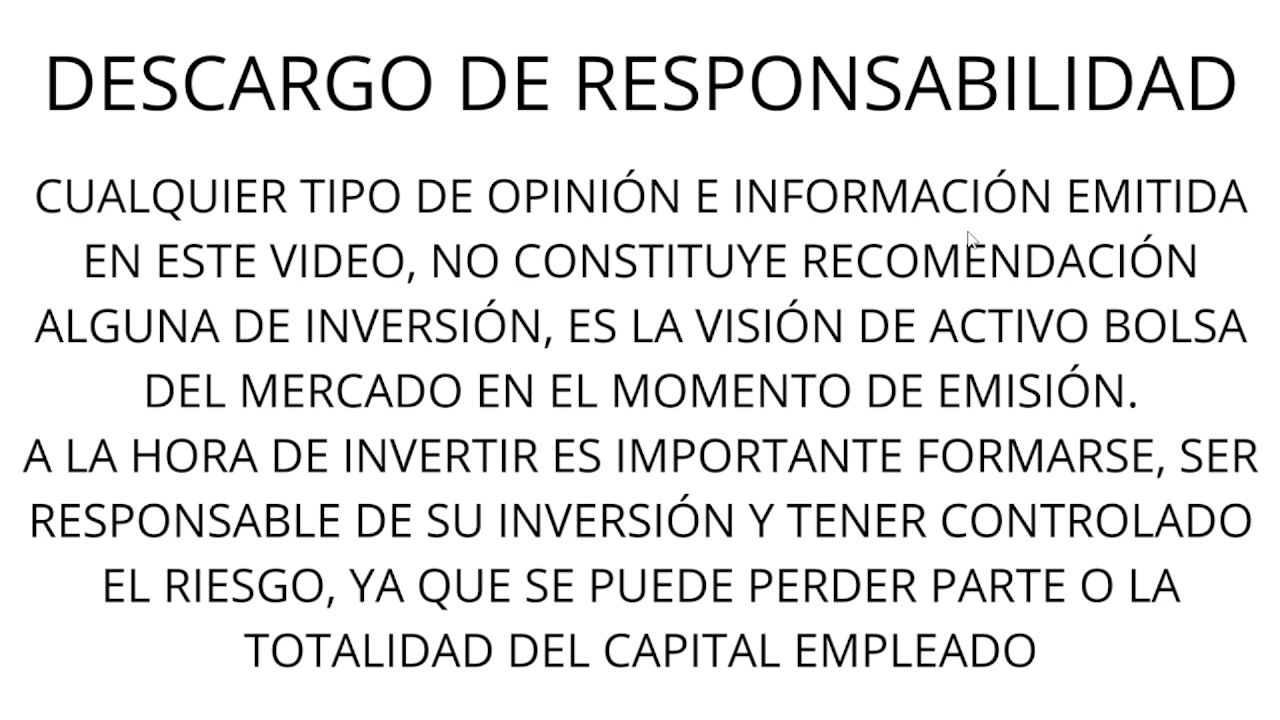 DESCARGO DE RESPONSABILIDAD
CUALQUIER TIPO DE OPINIÓN E INFORMACIÓN EMITIDA
EN ESTE VIDEO, NO CONSTITUYE RECOMENDACIÓN
ALGUNA DE INVERSIÓN, ES LA VISIÓN DE ACTIVO BOLSA
DEL MERCADO EN EL MOMENTO DE EMISIÓN.
A LA HORA DE INVERTIR ES IMPORTANTE FORMARSE, SER
RESPONSABLE DE SU INVERSIÓN Y TENER CONTROLADO
EL RIESGO, YA QUE SE PUEDE PERDER PARTE O LA
TOTALIDAD DEL CAPITAL EMPLEADO